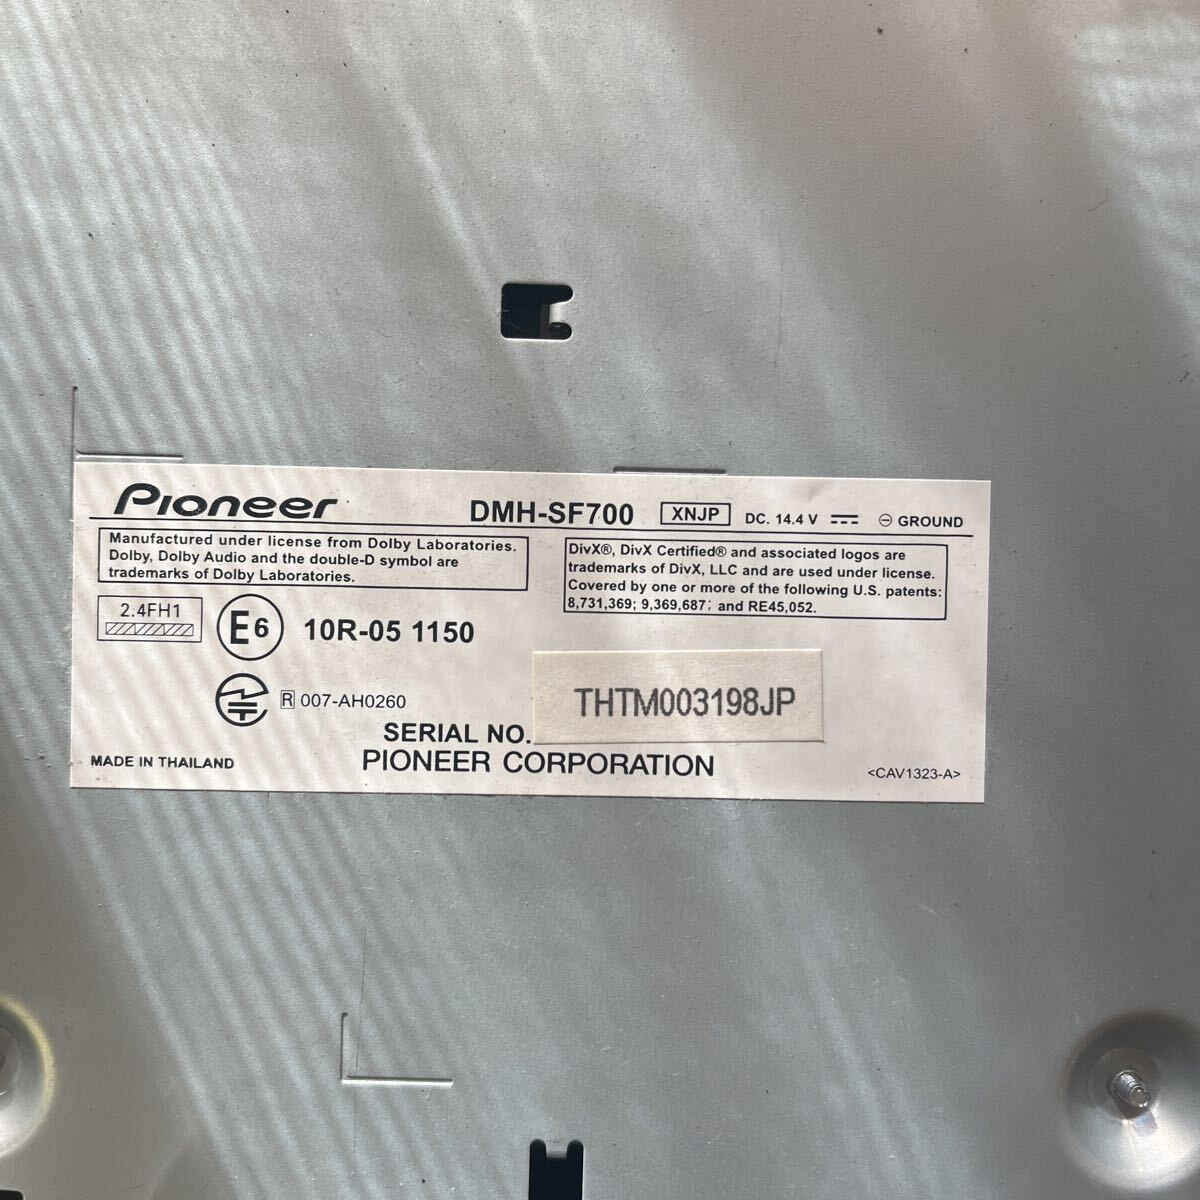 Pioneer DMH-SF700 XNJP DC. 14.4 V ⎓ ⊖ GROUND
Manufactured under license from Dolby Laboratories.
Dolby, Dolby Audio and the double-D symbol are
trademarks of Dolby Laboratories.
DivX®, DivX Certified® and associated logos are
trademarks of DivX, LLC and are used under license.
Covered by one or more of the following U.S. patents:
8,731,369; 9,369,687; and RE45,052.
2.4FH1
E6 10R-05 1150
R 007-AH0260
THTM003198JP
SERIAL NO.
MADE IN THAILAND
PIONEER CORPORATION
<CAV1323-A>